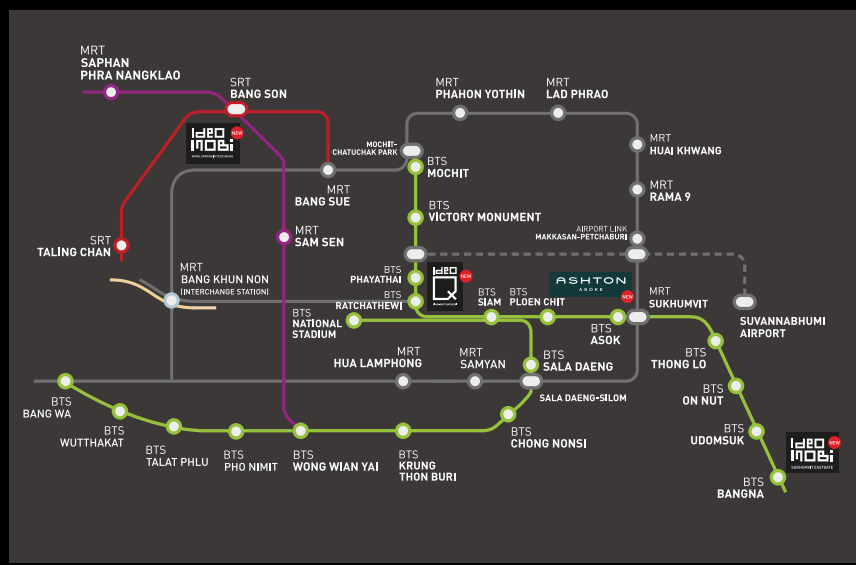 MRT
SAPHAN
PHRA NANGKLAO
SRT
BANG SON
Ideo
MOBI
NEW
MRT
PHAHON YOTHIN
MRT
LAD PHRAO
MOCHIT-
CHATUCHAK PARK
MRT
HUAI KHWANG
BTS
MOCHIT
MRT
BANG SUE
MRT
RAMA 9
BTS
VICTORY MONUMENT
AIRPORT LINK
MAKKASAN-PETCHABURI
SRT
TALING CHAN
MRT
SAM SEN
MRT
BANG KHUN NON
(INTERCHANGE STATION)
BTS
PHAYATHAI
Ideo
Q
NEW
ASHTON
ASOKE
NEW
BTS
RATCHATHEWI
BTS
SIAM
BTS
PLOEN CHIT
MRT
SUKHUMVIT
SUVANNABHUMI
AIRPORT
BTS
NATIONAL
STADIUM
BTS
ASOK
BTS
THONG LO
MRT
HUA LAMPHONG
MRT
SAMYAN
BTS
SALA DAENG
SALA DAENG-SILOM
BTS
ON NUT
BTS
BANG WA
BTS
WUTTHAKAT
BTS
TALAT PHLU
BTS
PHO NIMIT
BTS
WONG WIAN YAI
BTS
KRUNG
THON BURI
BTS
CHONG NONSI
BTS
UDOMSUK
Ideo
MOBI
NEW
SUKHUMVIT EASTGATE
BTS
BANGNA